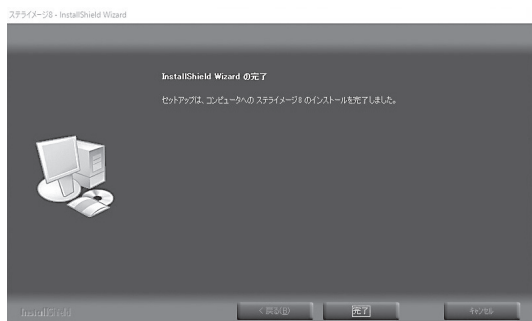 ステライメージ8 - InstallShield Wizard
InstallShield Wizard の完了
セットアップは、コンピュータへの ステライメージ8 のインストールを完了しました。
InstallShield
< 戻る(B)
完了
キャンセル